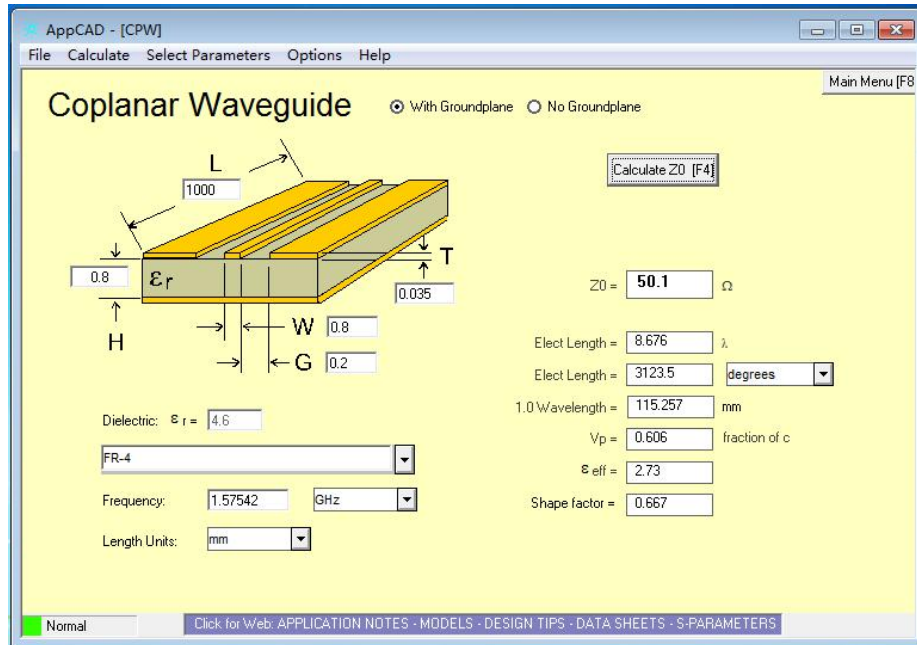 AppCAD - [CPW]
File Calculate Select Parameters Options Help
Main Menu [F8
Coplanar Waveguide
With Groundplane No Groundplane
L
1000
Calculate Z0 [F4]
T
0.8
εr
0.035
Z0 = 50.1 Ω
H
W 0.8
G 0.2
Elect Length = 8.676 λ
Elect Length = 3123.5 degrees
1.0 Wavelength = 115.257 mm
Dielectric: εr = 4.6
Vp = 0.606 fraction of c
FR-4
ε eff = 2.73
Frequency: 1.57542 GHz
Shape factor = 0.667
Length Units: mm
Normal
Click for Web: APPLICATION NOTES - MODELS - DESIGN TIPS - DATA SHEETS - S-PARAMETERS